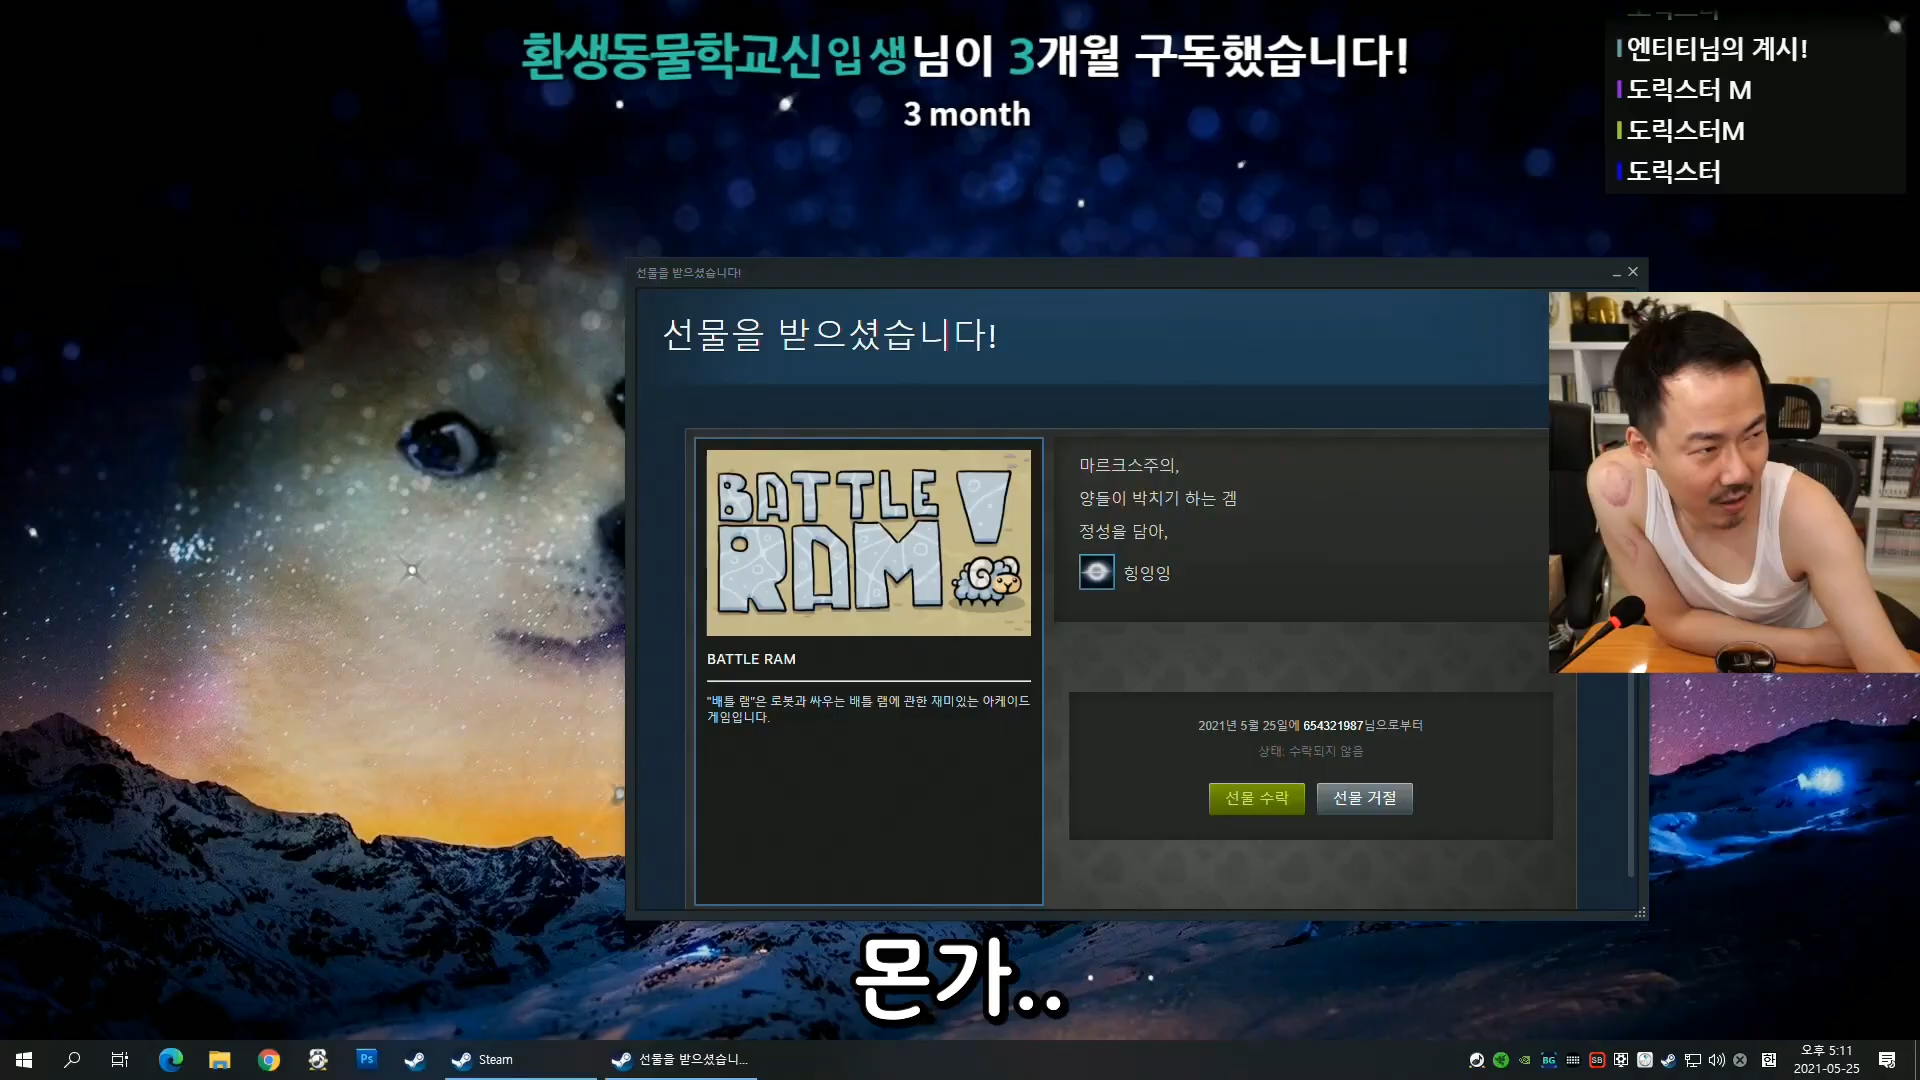 환생동물학교신입생님이 3개월 구독했습니다!
3 month
엔티티님의 계시!
도릭스터 M
도릭스터M
도릭스터
선물을 받으셨습니다!
선물을 받으셨습니다!
BATTLE
RAM!
BATTLE RAM
"배틀 램"은 로봇과 싸우는 배틀 램에 관한 재미있는 아케이드
게임입니다.
마르크스주의,
양들이 박치기 하는 겜
정성을 담아,
힝잉잉
2021년 5월 25일에 654321987님으로부터
상태: 수락되지 않음
선물 수락
선물 거절
몬가..
Ps
Steam
선물을 받으셨습니...
BG
SB
오후 5:11
2021-05-25